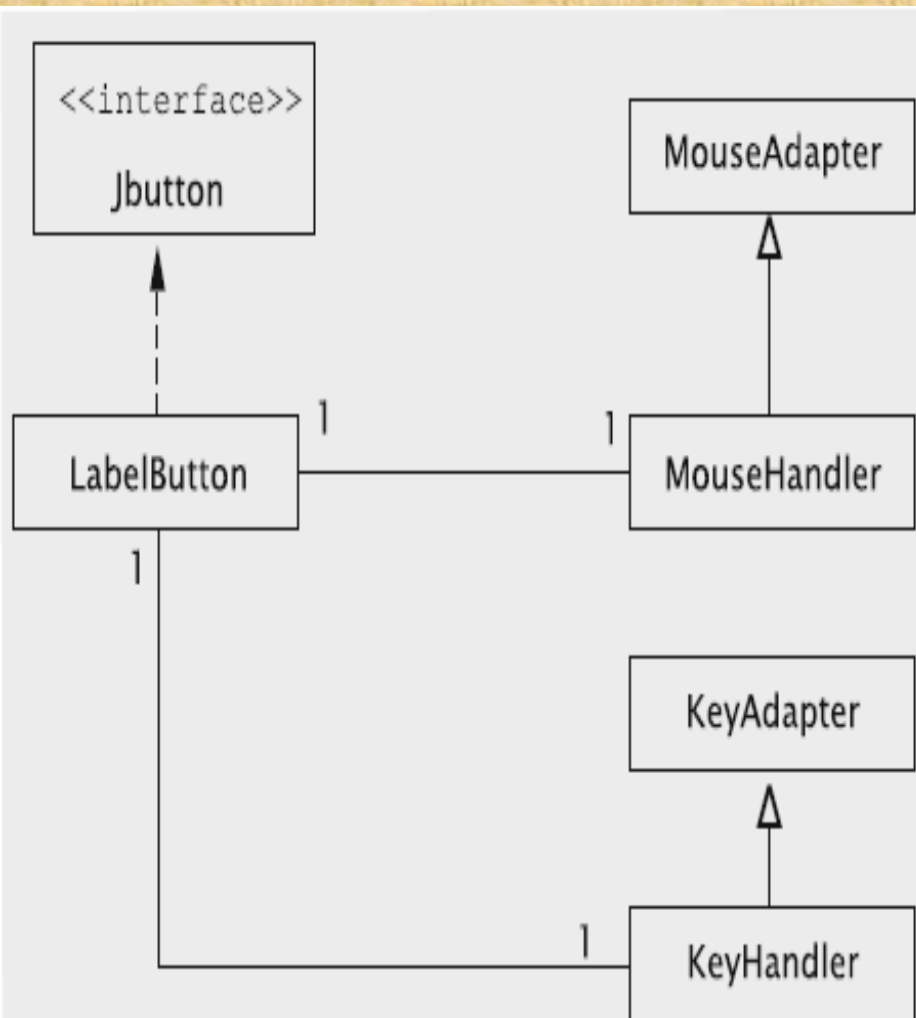 <<interface>>
Jbutton
MouseAdapter
LabelButton
1
1
MouseHandler
1
KeyAdapter
1
KeyHandler